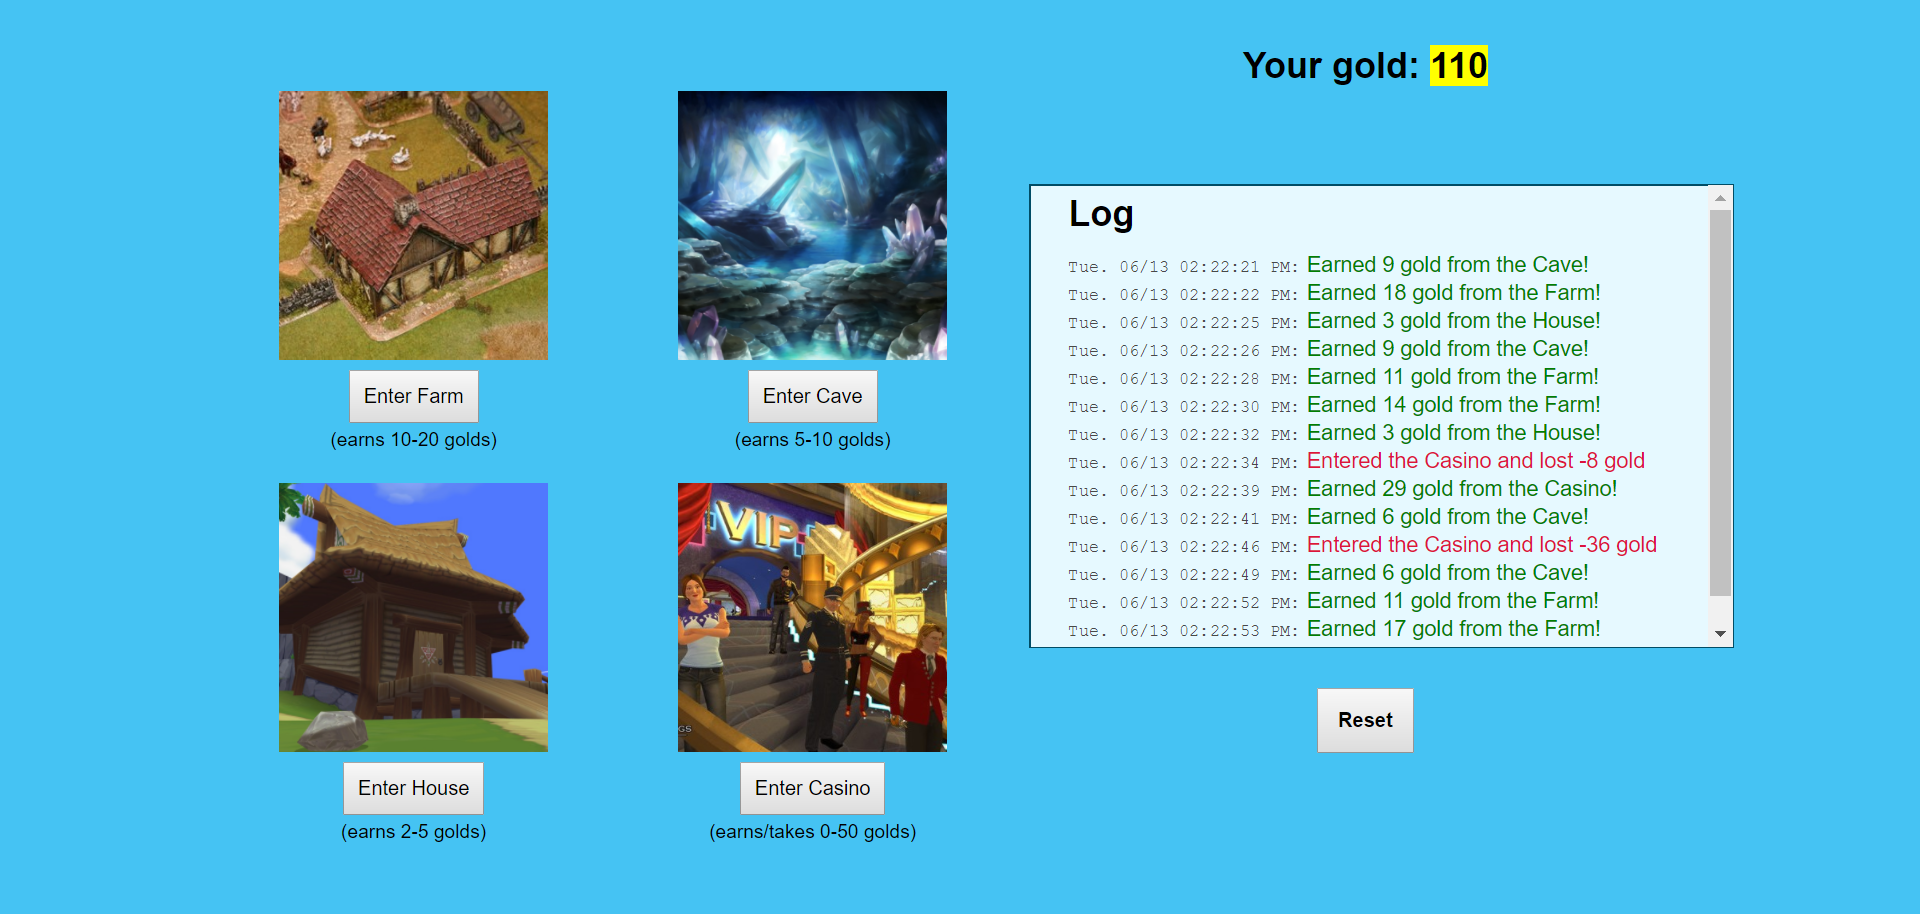 Your gold: 110
Enter Farm
(earns 10-20 golds)
Enter Cave
(earns 5-10 golds)
VIP
GS
Enter House
(earns 2-5 golds)
Enter Casino
(earns/takes 0-50 golds)
Log
Tue. 06/13 02:22:21 PM: Earned 9 gold from the Cave!
Tue. 06/13 02:22:22 PM: Earned 18 gold from the Farm!
Tue. 06/13 02:22:25 PM: Earned 3 gold from the House!
Tue. 06/13 02:22:26 PM: Earned 9 gold from the Cave!
Tue. 06/13 02:22:28 PM: Earned 11 gold from the Farm!
Tue. 06/13 02:22:30 PM: Earned 14 gold from the Farm!
Tue. 06/13 02:22:32 PM: Earned 3 gold from the House!
Tue. 06/13 02:22:34 PM: Entered the Casino and lost -8 gold
Tue. 06/13 02:22:39 PM: Earned 29 gold from the Casino!
Tue. 06/13 02:22:41 PM: Earned 6 gold from the Cave!
Tue. 06/13 02:22:46 PM: Entered the Casino and lost -36 gold
Tue. 06/13 02:22:49 PM: Earned 6 gold from the Cave!
Tue. 06/13 02:22:52 PM: Earned 11 gold from the Farm!
Tue. 06/13 02:22:53 PM: Earned 17 gold from the Farm!
Reset